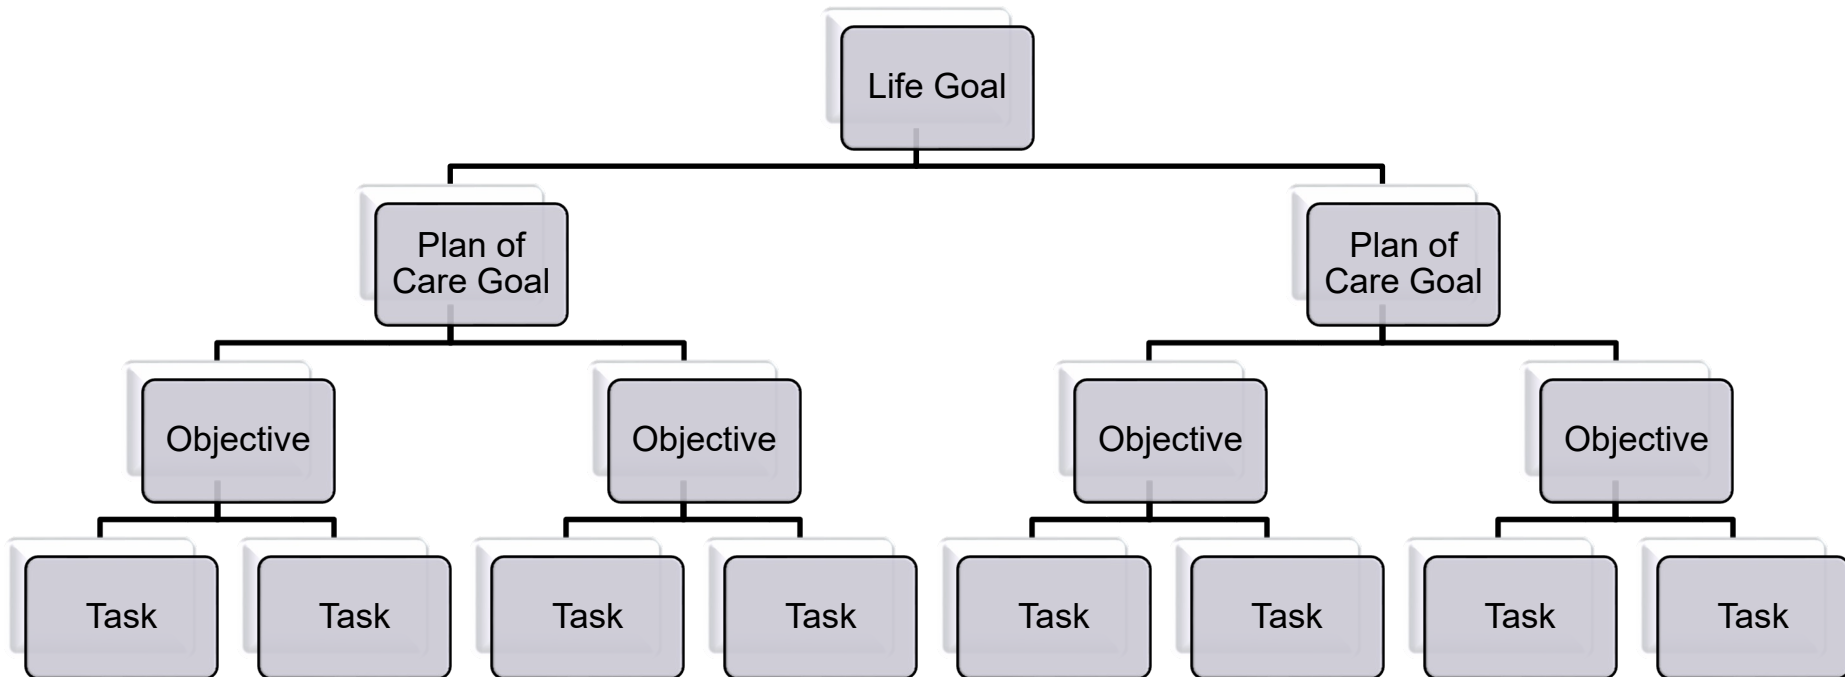 Life Goal
Plan of
Care Goal
Plan of
Care Goal
Objective
Objective
Objective
Objective
Task
Task
Task
Task
Task
Task
Task
Task